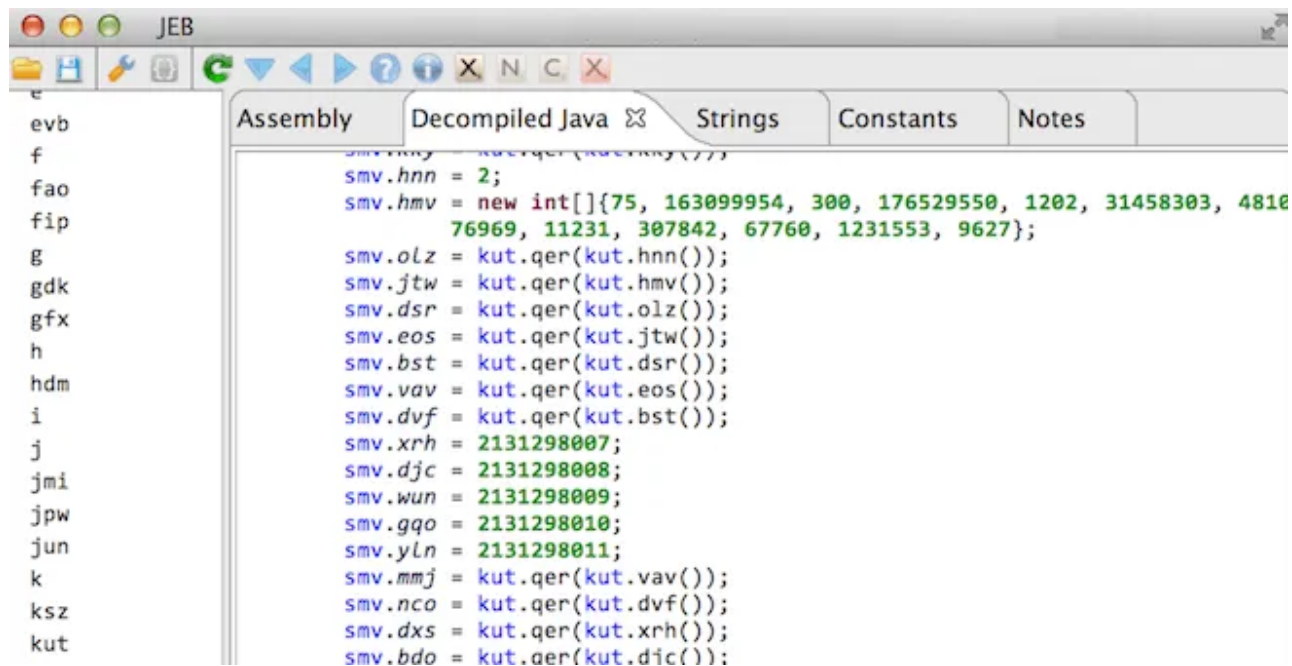 JEB
X N C X
Assembly Decompiled Java Strings Constants Notes
e
evb
f
fao
fip
g
gdk
gfx
h
hdm
i
j
jmi
jpw
jun
k
ksz
kut
smv.hnn = 2;
smv.hmv = new int[]{75, 163099954, 300, 176529550, 1202, 31458303, 4810
76969, 11231, 307842, 67760, 1231553, 9627};
smv.olz = kut.qer(kut.hnn());
smv.jtw = kut.qer(kut.hmv());
smv.dsr = kut.qer(kut.olz());
smv.eos = kut.qer(kut.jtw());
smv.bst = kut.qer(kut.dsr());
smv.vav = kut.qer(kut.eos());
smv.dvf = kut.qer(kut.bst());
smv.xrh = 2131298007;
smv.djc = 2131298008;
smv.wun = 2131298009;
smv.gqo = 2131298010;
smv.yln = 2131298011;
smv.mmj = kut.qer(kut.vav());
smv.nco = kut.qer(kut.dvf());
smv.dxs = kut.qer(kut.xrh());
smv.bdo = kut.qer(kut.djc());